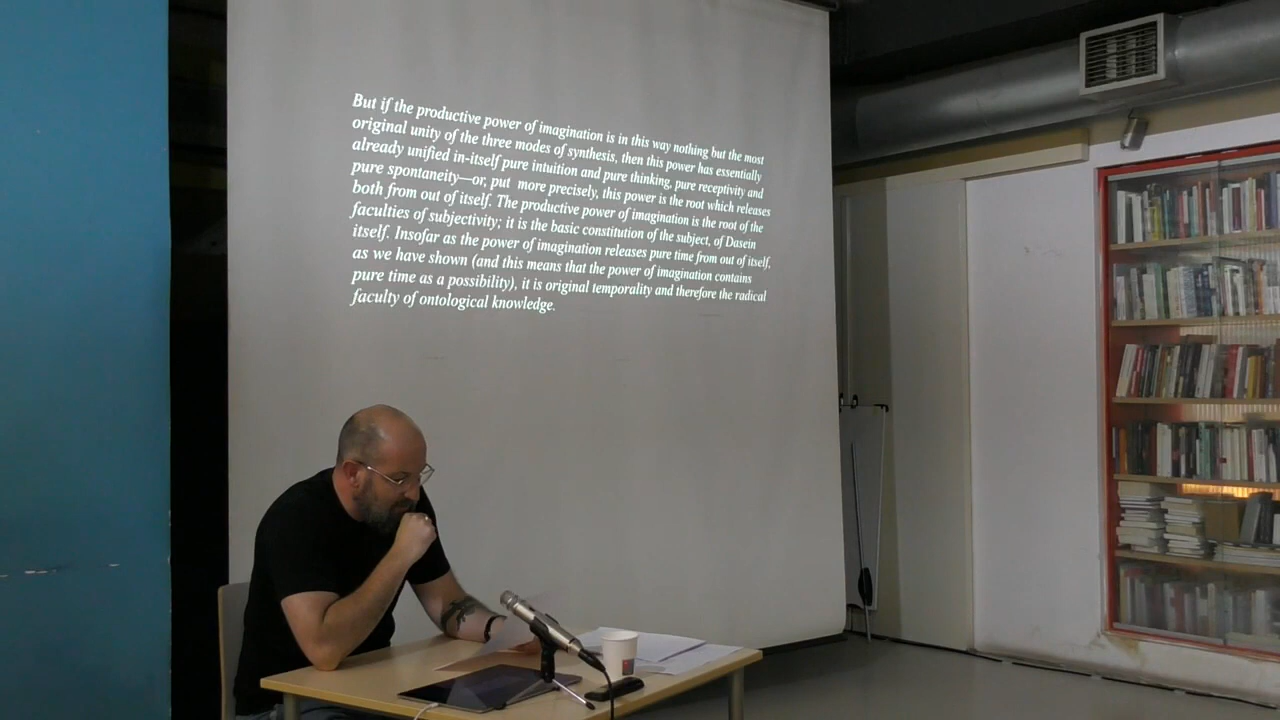 But if the productive power of imagination is in this way nothing but the most
original unity of the three modes of synthesis, then this power has essentially
already unified in-itself pure intuition and pure thinking, pure receptivity and
pure spontaneity—or, put more precisely, this power is the root which releases
both from out of itself. The productive power of imagination is the root of the
faculties of subjectivity; it is the basic constitution of the subject, of Dasein
itself. Insofar as the power of imagination releases pure time from out of itself,
as we have shown (and this means that the power of imagination contains
pure time as a possibility), it is original temporality and therefore the radical
faculty of ontological knowledge.